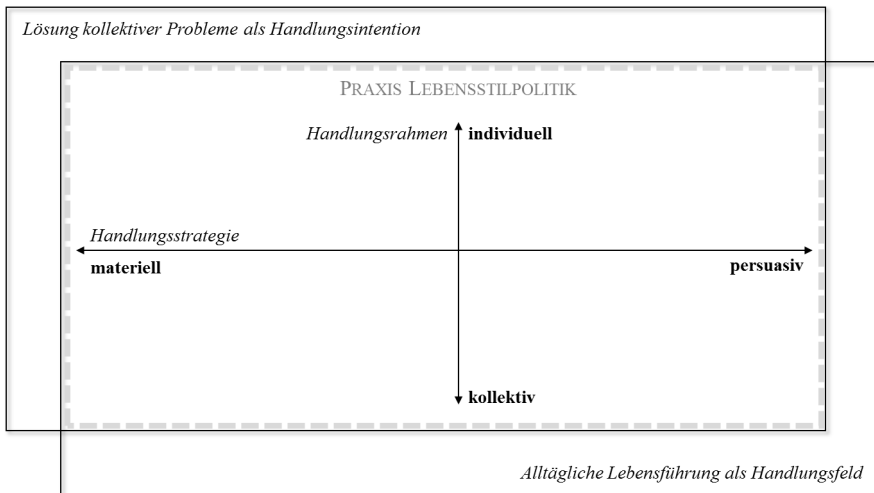 Lösung kollektiver Probleme als Handlungsintention
PRAXIS LEBENSSTILPOLITIK
Handlungsrahmen individuell
Handlungsstrategie
materiell
persuasiv
kollektiv
Alltägliche Lebensführung als Handlungsfeld